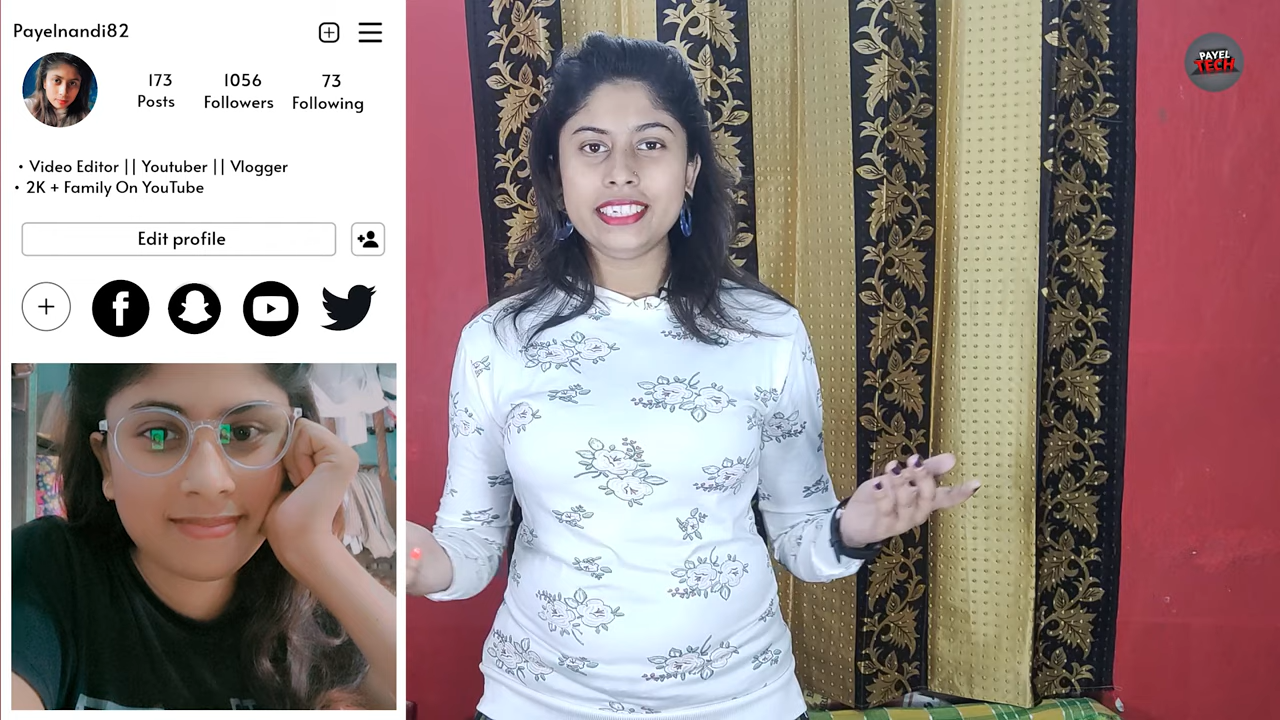 Payelnandi82
173 1056 73
Posts Followers Following
• Video Editor || Youtuber || Vlogger
• 2K + Family On YouTube
Edit profile
PAYEL
TECH